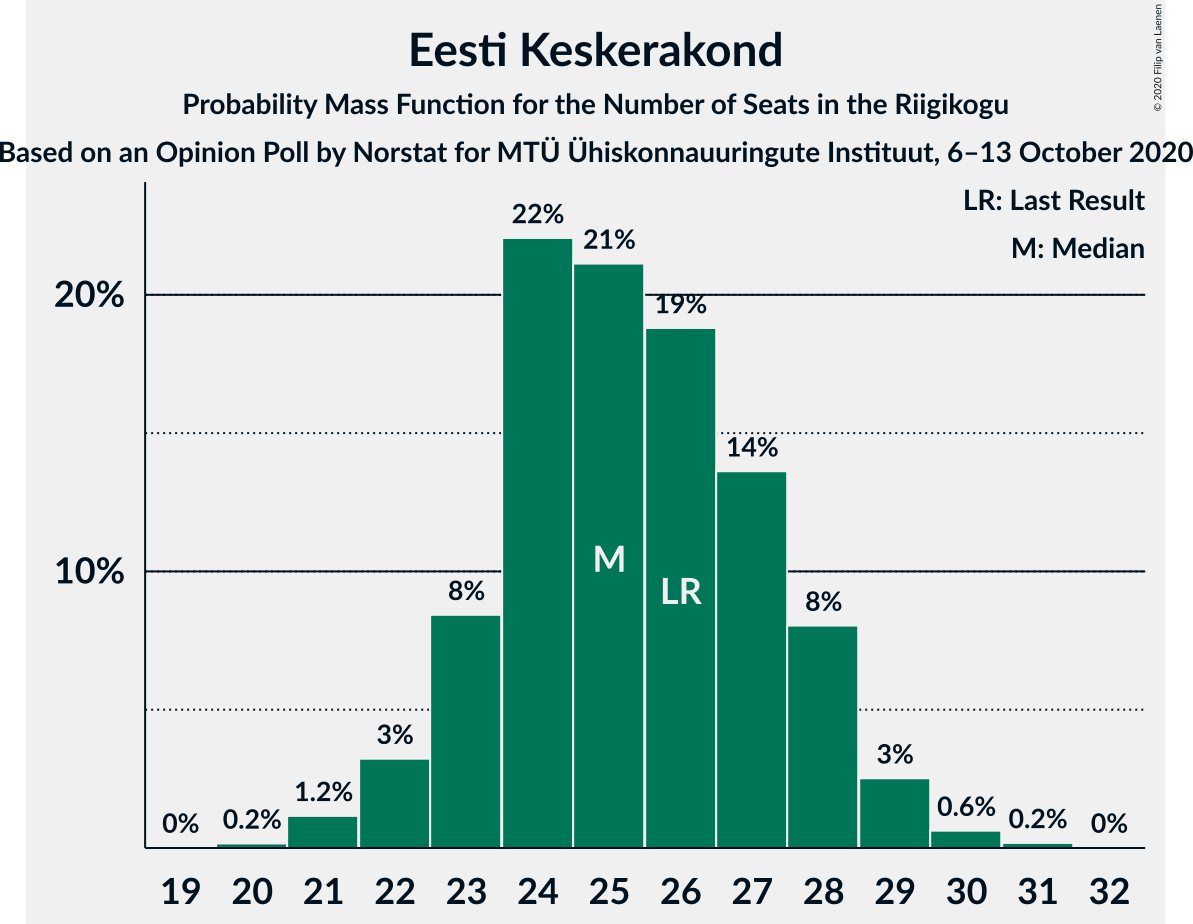 © 2020 Filip van Laenen
Eesti Keskerakond
Probability Mass Function for the Number of Seats in the Riigikogu
Based on an Opinion Poll by Norstat for MTÜ Ühiskonnauuringute Instituut, 6–13 October 2020
LR: Last Result
M: Median
20%
10%
0%
0.2%
1.2%
3%
8%
22%
21%
19%
14%
8%
3%
0.6%
0.2%
0%
M
LR
19 20 21 22 23 24 25 26 27 28 29 30 31 32